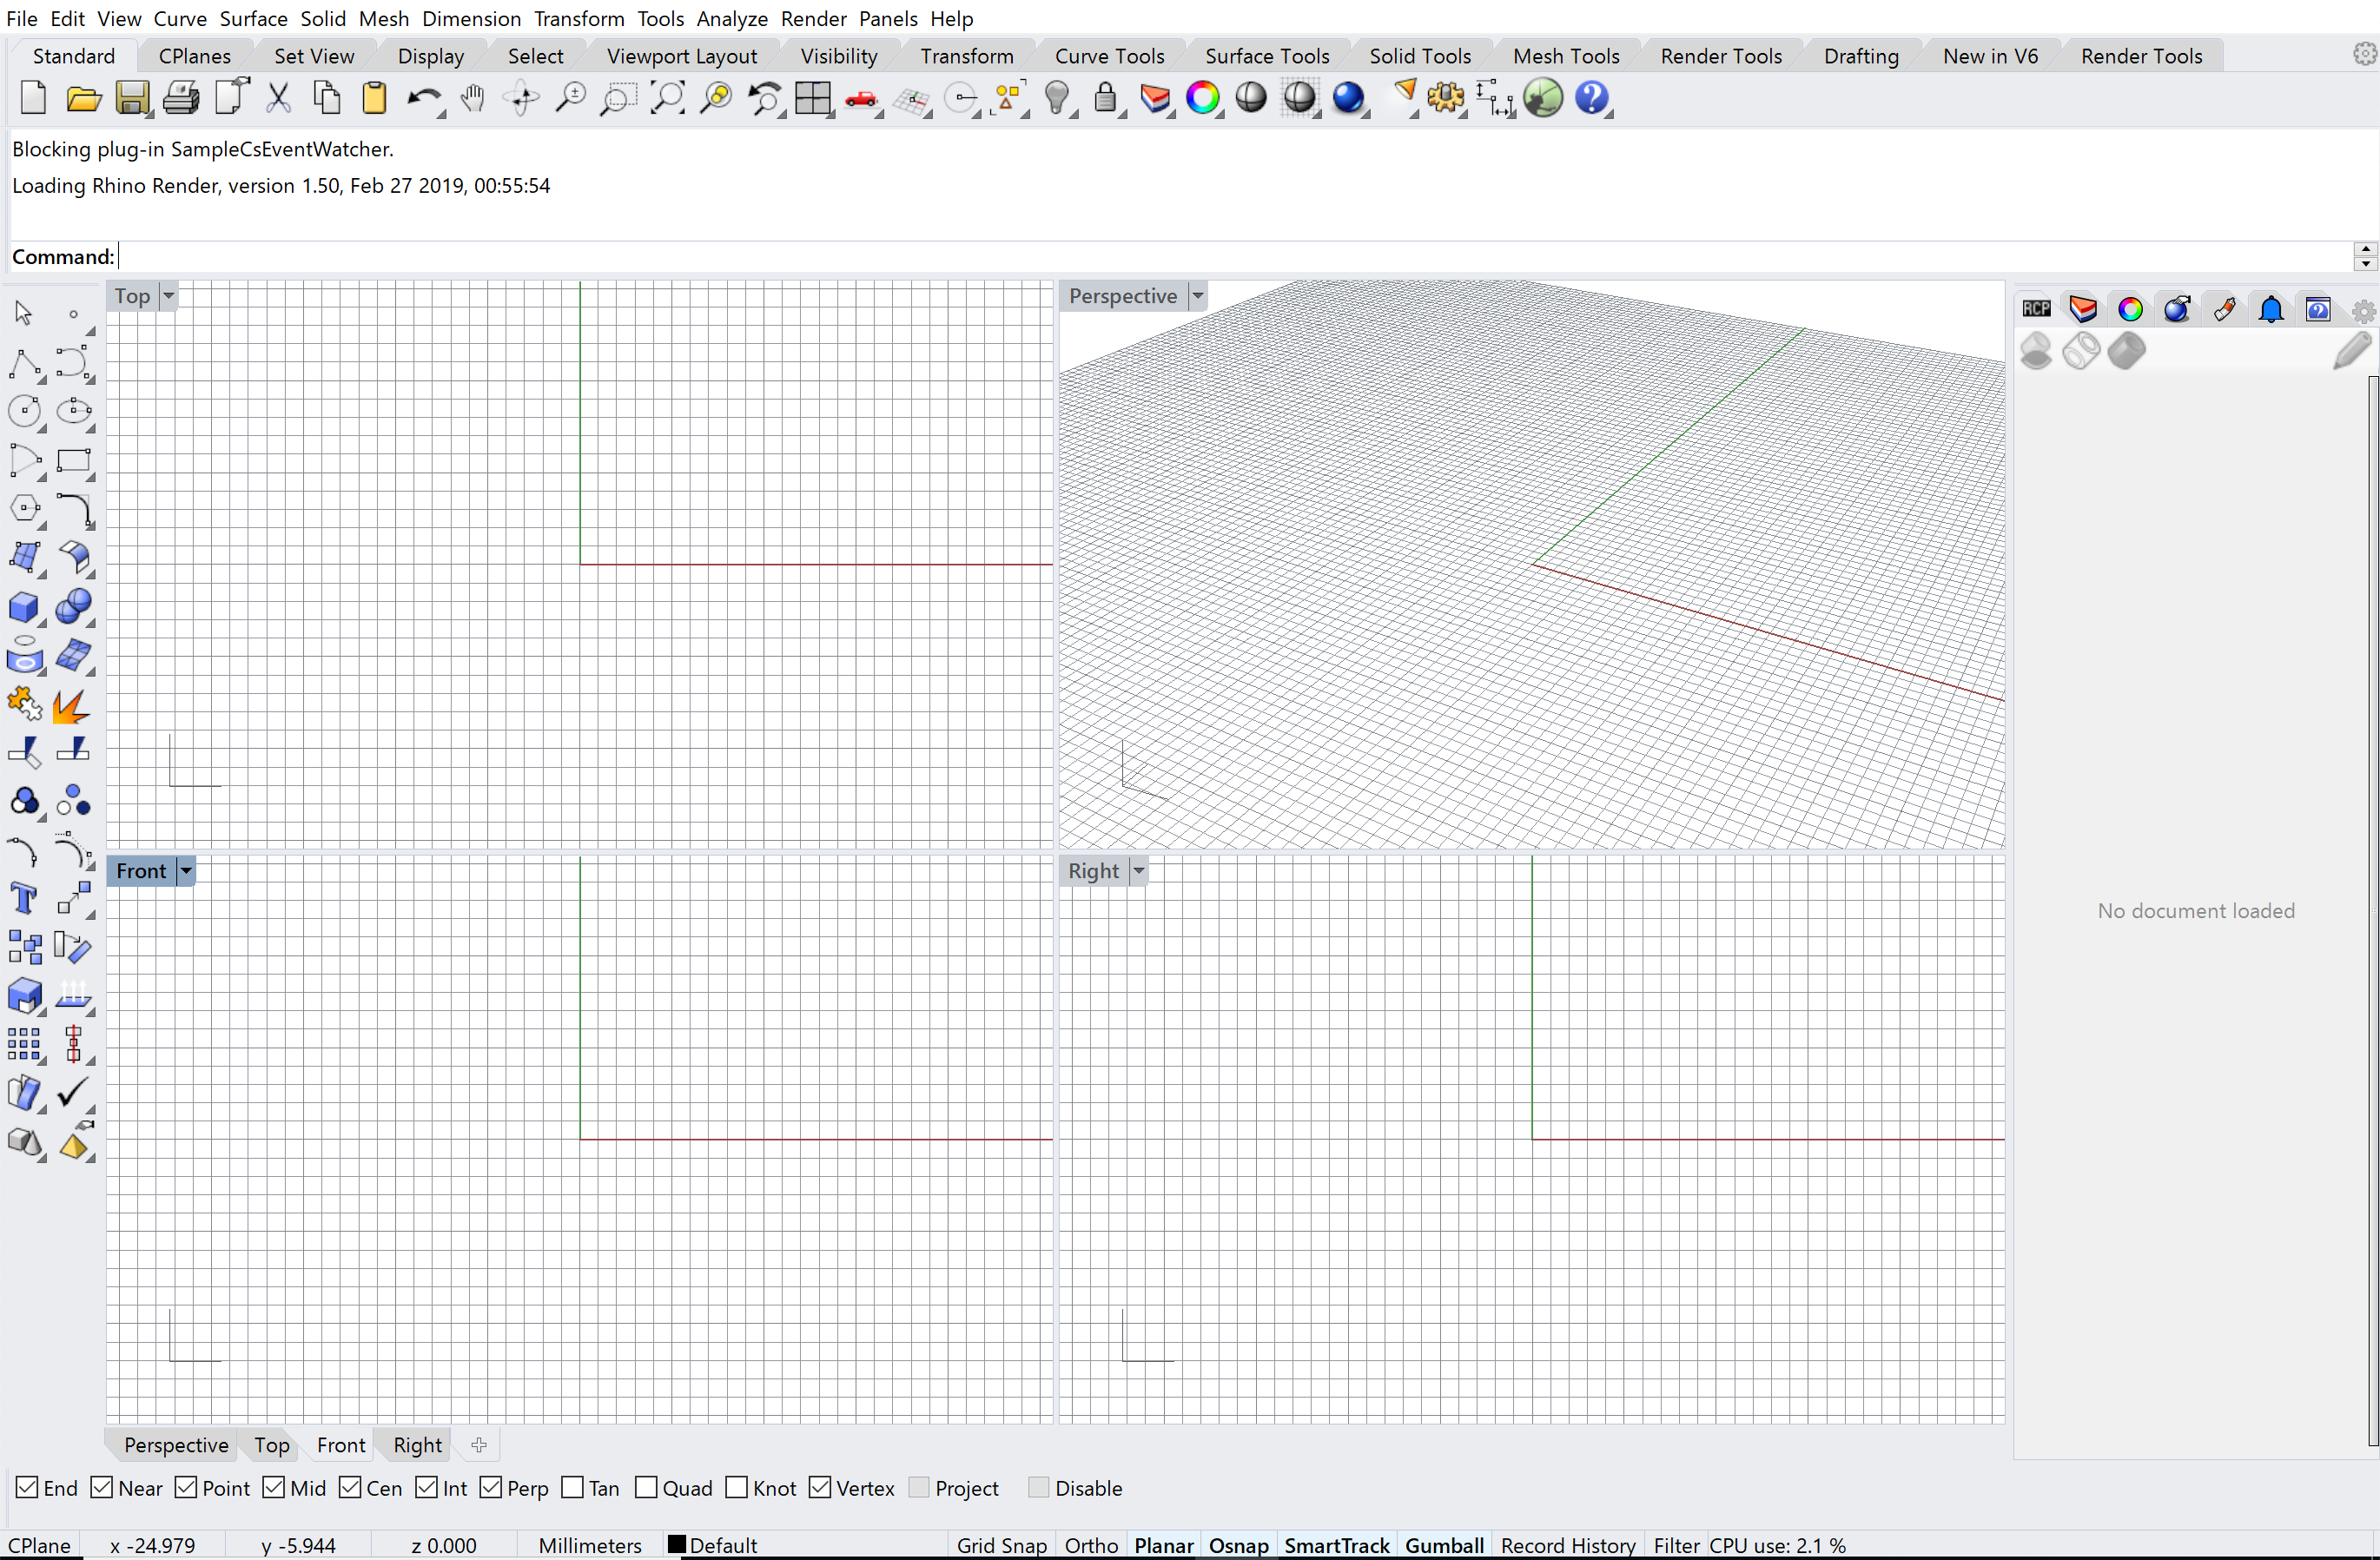 File Edit View Curve Surface Solid Mesh Dimension Transform Tools Analyze Render Panels Help
Standard CPlanes Set View Display Select Viewport Layout Visibility Transform Curve Tools Surface Tools Solid Tools Mesh Tools Render Tools Drafting New in V6 Render Tools
Blocking plug-in SampleCsEventWatcher.
Loading Rhino Render, version 1.50, Feb 27 2019, 00:55:54
Command:
Top
Perspective
RCP
Front
Right
No document loaded
Perspective Top Front Right
End Near Point Mid Cen Int Perp Tan Quad Knot Vertex Project Disable
CPlane x -24.979 y -5.944 z 0.000 Millimeters Default Grid Snap Ortho Planar Osnap SmartTrack Gumball Record History Filter CPU use: 2.1 %